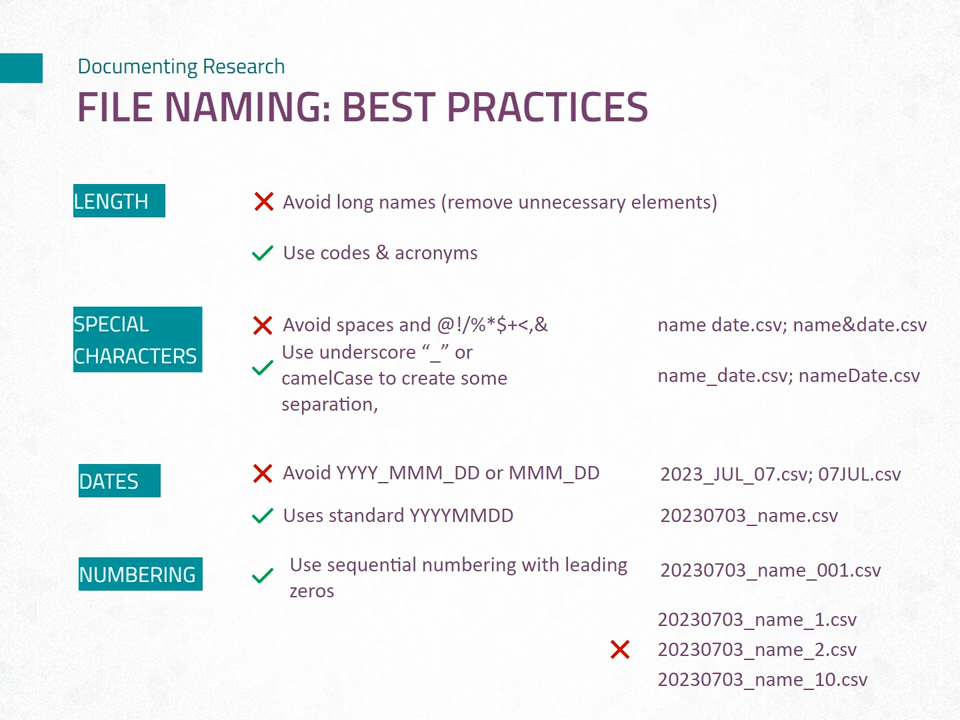 Documenting Research
FILE NAMING: BEST PRACTICES
LENGTH
Avoid long names (remove unnecessary elements)
Use codes & acronyms
SPECIAL
CHARACTERS
Avoid spaces and @!/%*$+<,&
name date.csv; name&date.csv
Use underscore “_” or
camelCase to create some
separation,
name_date.csv; nameDate.csv
DATES
Avoid YYYY_MMM_DD or MMM_DD
2023_JUL_07.csv; 07JUL.csv
Uses standard YYYYMMDD
20230703_name.csv
NUMBERING
Use sequential numbering with leading
zeros
20230703_name_001.csv
20230703_name_1.csv
20230703_name_2.csv
20230703_name_10.csv